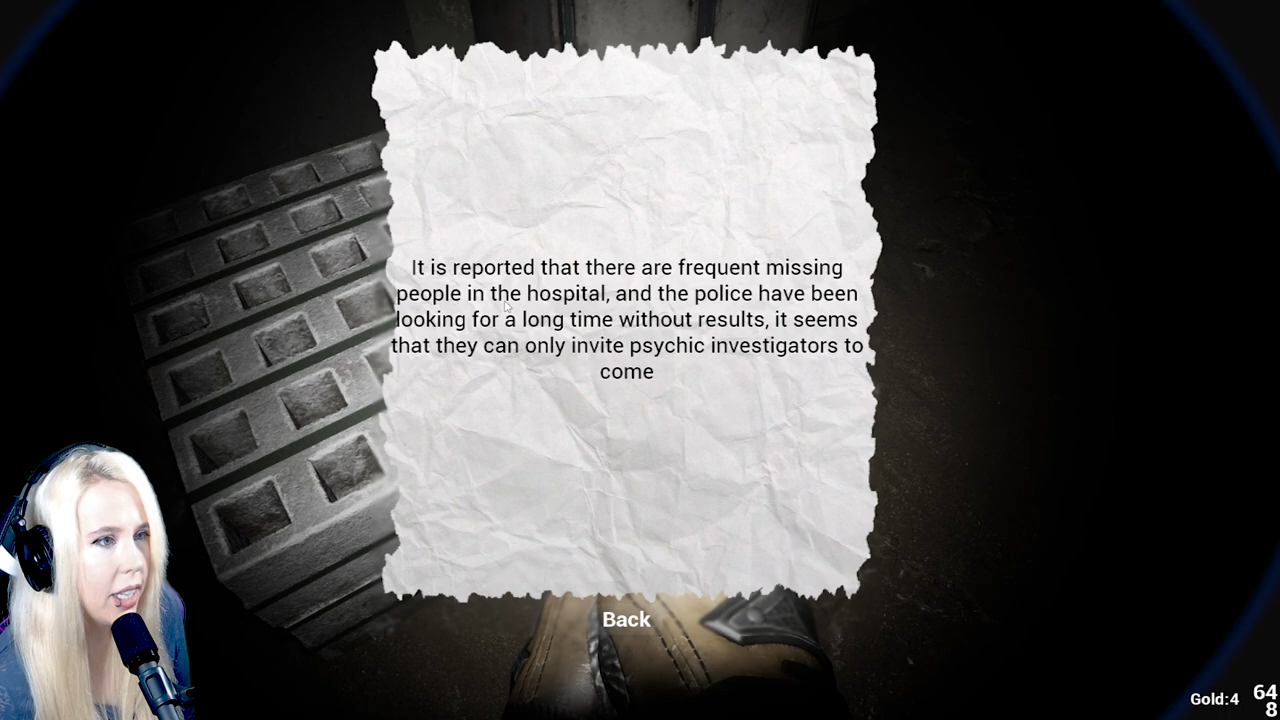 It is reported that there are frequent missing
people in the hospital, and the police have been
looking for a long time without results, it seems
that they can only invite psychic investigators to
come
Back
Gold:4
64
8